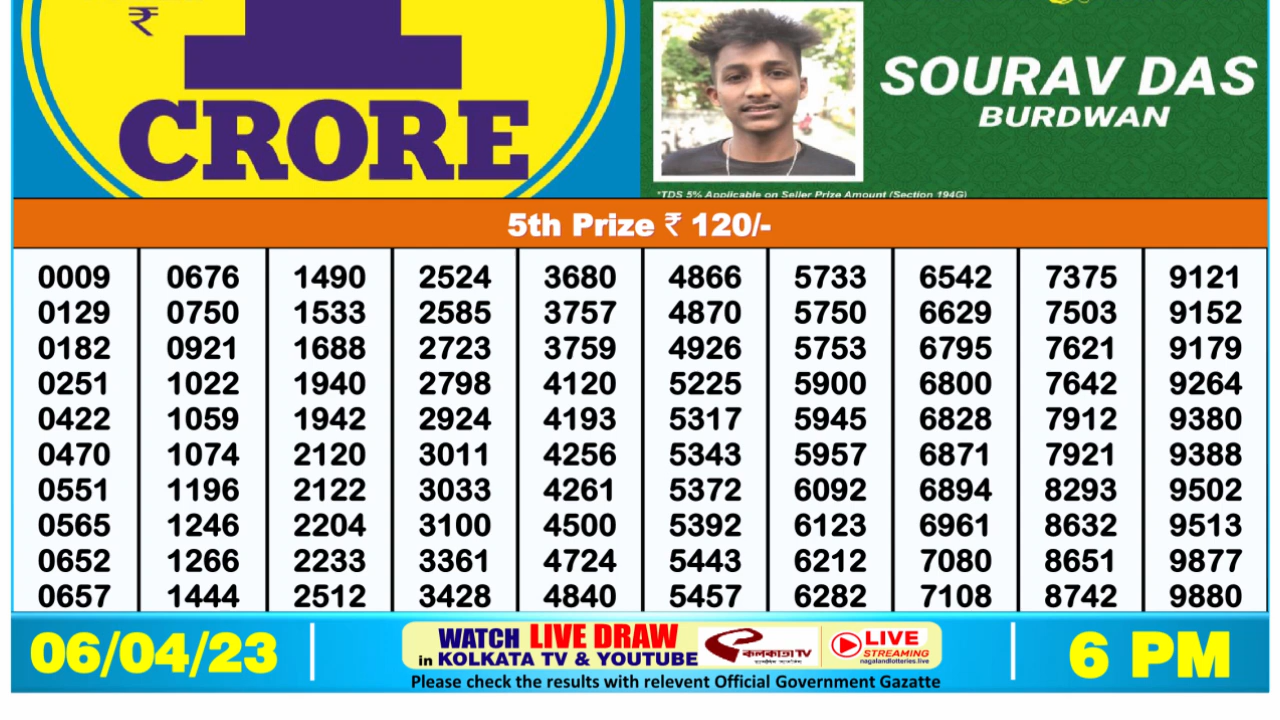 ₹
CRORE
SOURAV DAS
BURDWAN
*TDS 5% Applicable on Seller Prize Amount (Section 194G)
5th Prize ₹ 120/-
0009 0676 1490 2524 3680 4866 5733 6542 7375 9121
0129 0750 1533 2585 3757 4870 5750 6629 7503 9152
0182 0921 1688 2723 3759 4926 5753 6795 7621 9179
0251 1022 1940 2798 4120 5225 5900 6800 7642 9264
0422 1059 1942 2924 4193 5317 5945 6828 7912 9380
0470 1074 2120 3011 4256 5343 5957 6871 7921 9388
0551 1196 2122 3033 4261 5372 6092 6894 8293 9502
0565 1246 2204 3100 4500 5392 6123 6961 8632 9513
0652 1266 2233 3361 4724 5443 6212 7080 8651 9877
0657 1444 2512 3428 4840 5457 6282 7108 8742 9880
06/04/23
WATCH LIVE DRAW
in KOLKATA TV & YOUTUBE
কলকাতা TV
LIVE
STREAMING
nagalandlotteries.live
6 PM
Please check the results with relevent Official Government Gazatte